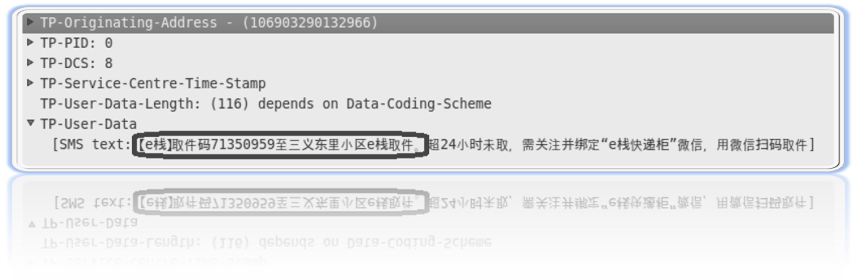 TP-Originating-Address - (106903290132966)
TP-PID: 0
TP-DCS: 8
TP-Service-Centre-Time-Stamp
TP-User-Data-Length: (116) depends on Data-Coding-Scheme
TP-User-Data
[SMS text:【e栈】取件码71350959至三义东里小区e栈取件。超24小时未取，需关注并绑定“e栈快递柜”微信，用微信扫码取件]